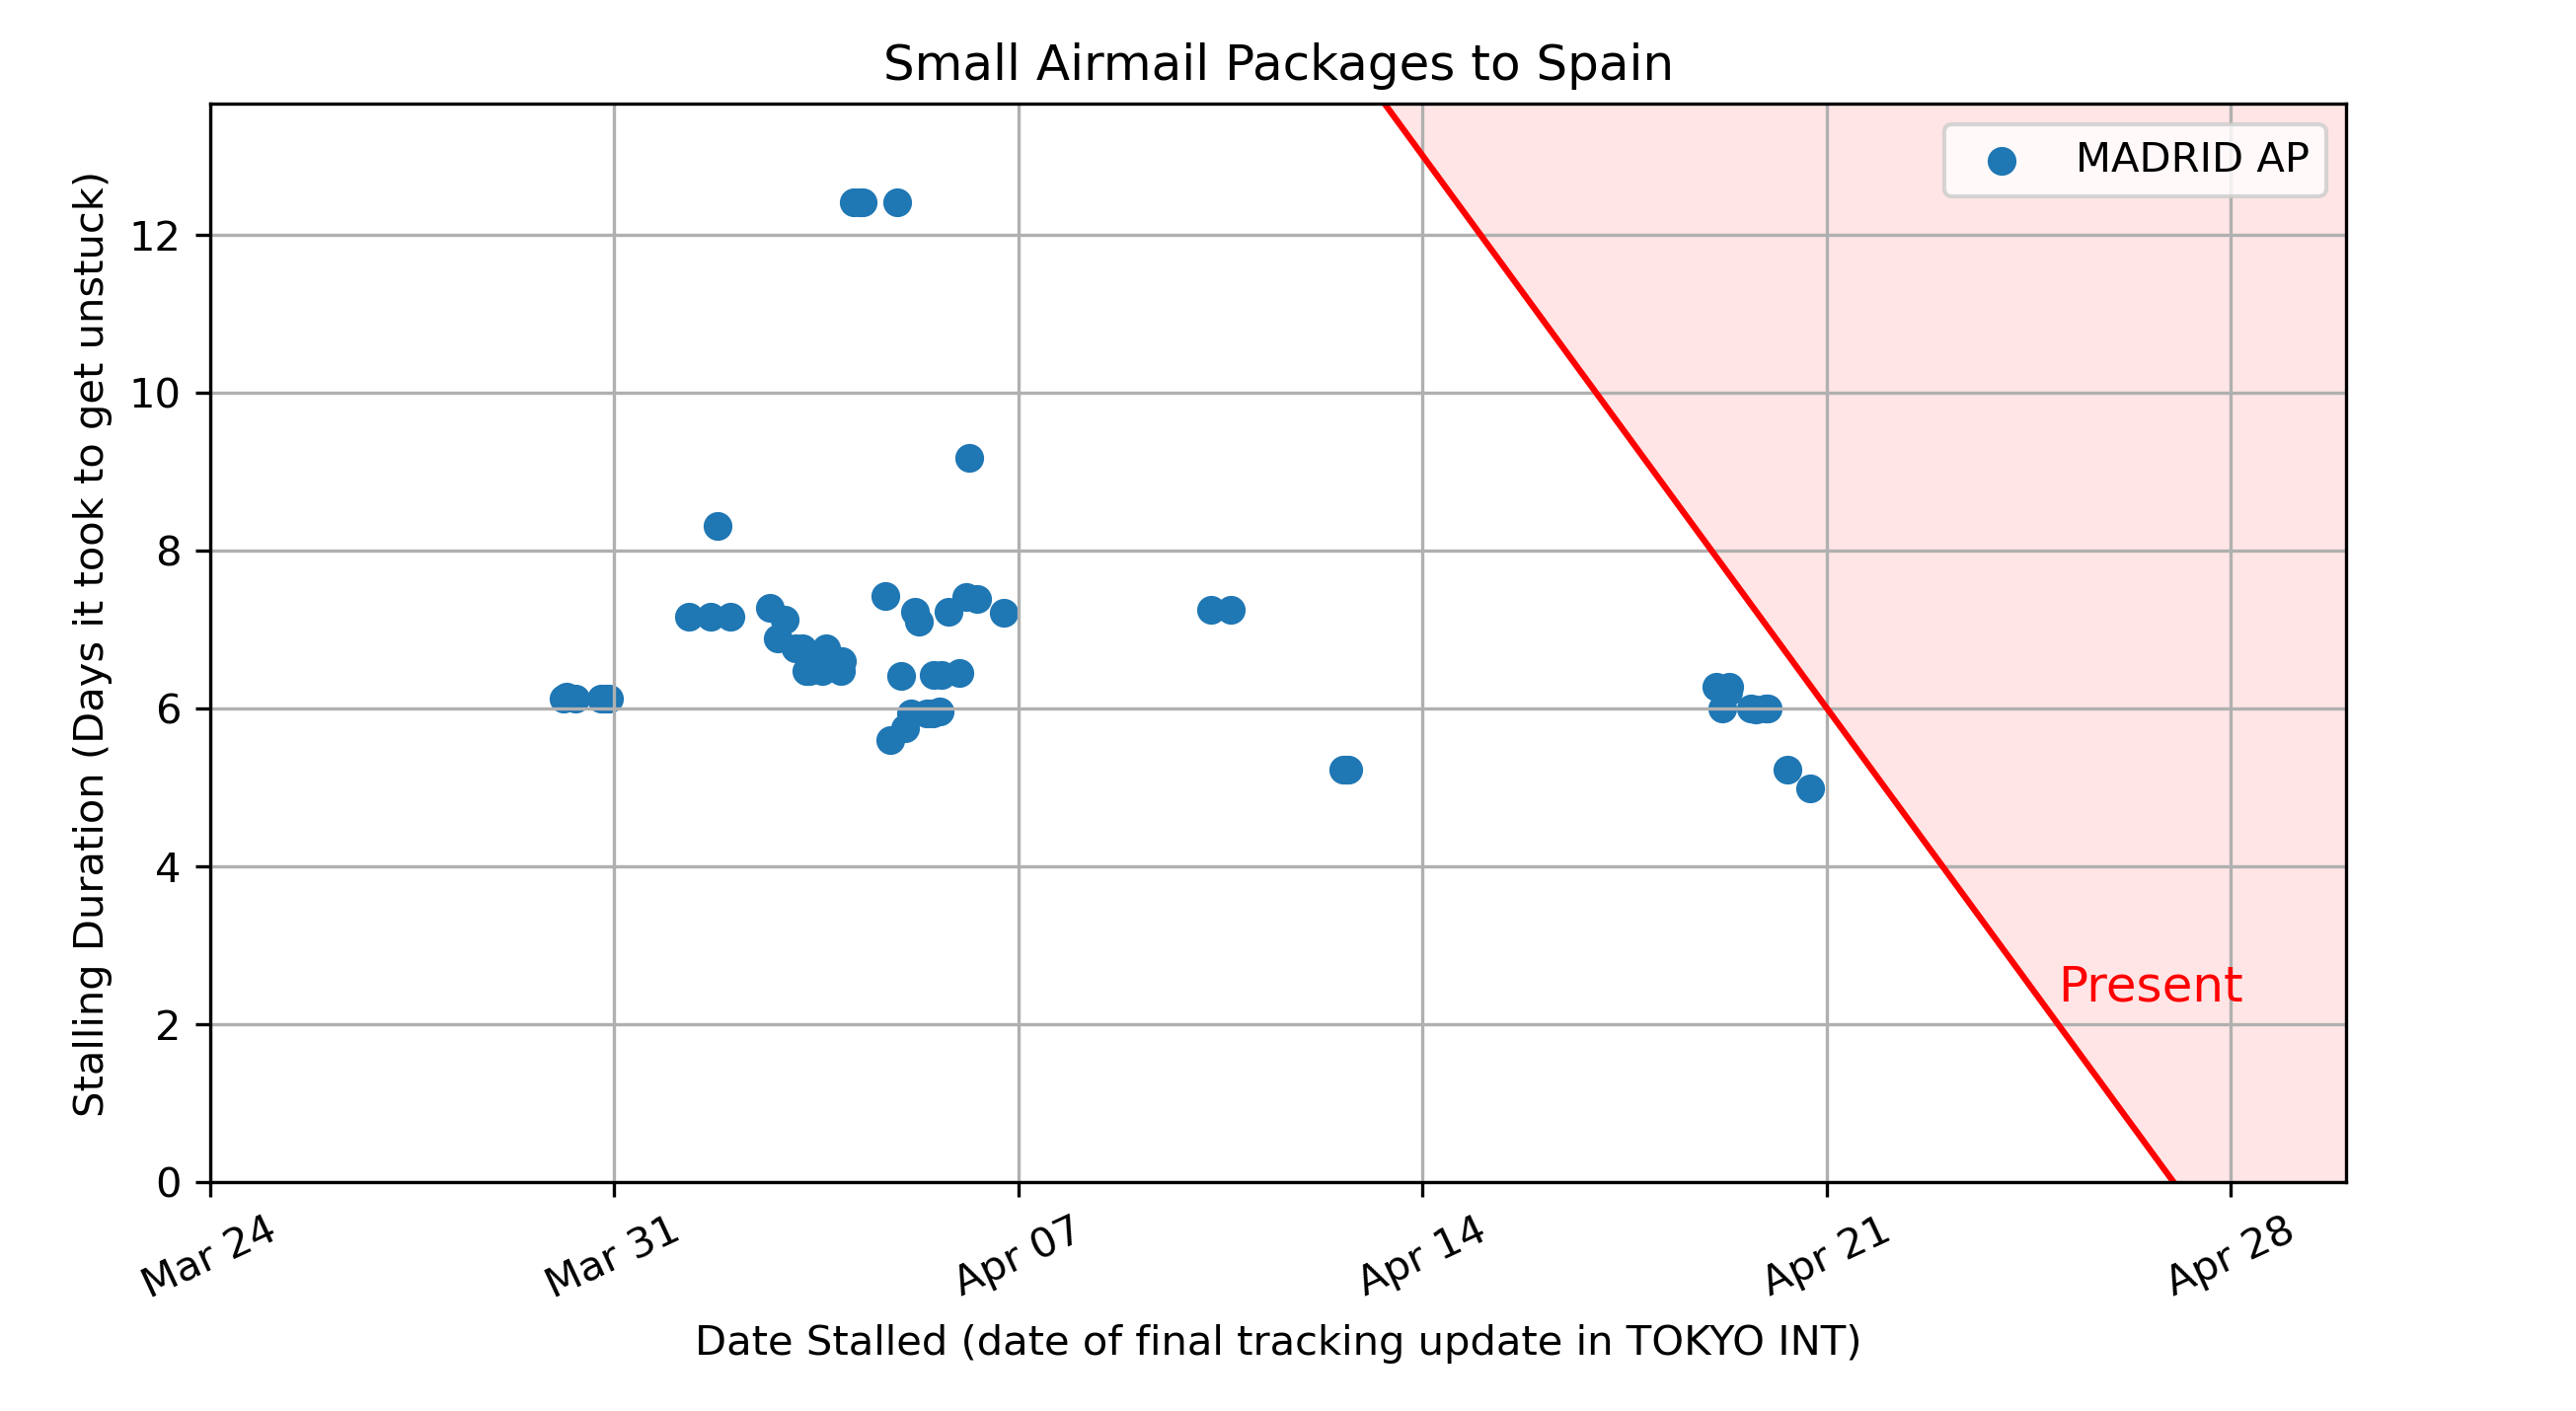 Small Airmail Packages to Spain
MADRID AP
Stalling Duration (Days it took to get unstuck)
12
10
8
6
4
2
0
Present
Mar 24
Mar 31
Apr 07
Apr 14
Apr 21
Apr 28
Date Stalled (date of final tracking update in TOKYO INT)